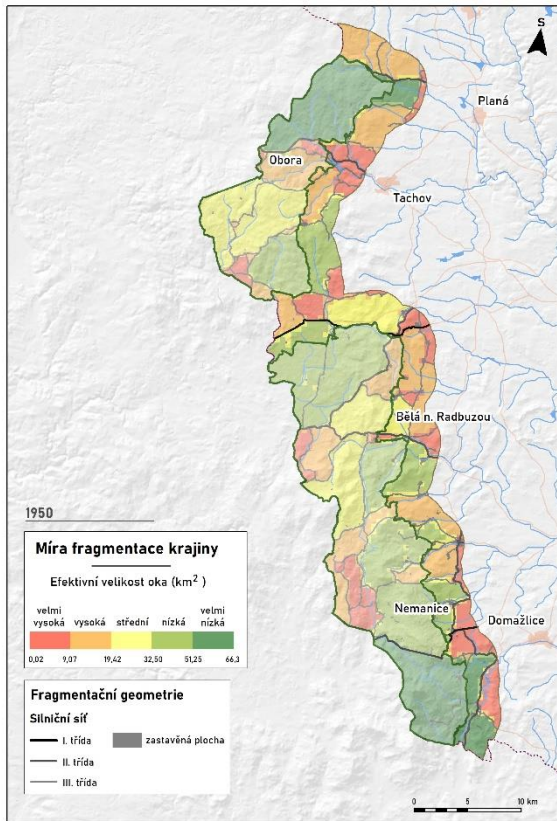 S
Planá
Obora
Tachov
Bělá n. Radbuzou
1950
Nemanice
Domažlice
Míra fragmentace krajiny
Efektivní velikost oka (km²)
velmi vysoká vysoká střední nízká velmi nízká
0,02 9,07 19,42 32,50 51,25 66,3
Fragmentační geometrie
Silniční síť
I. třída
zastavěná plocha
II. třída
III. třída
0 5 10 km